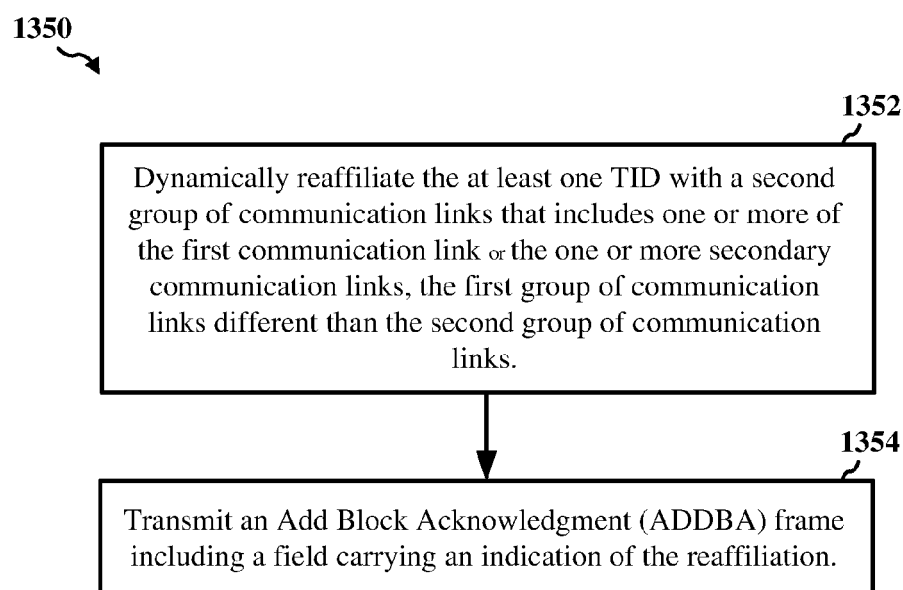 1350
1352
Dynamically reaffiliate the at least one TID with a second
group of communication links that includes one or more of
the first communication link or the one or more secondary
communication links, the first group of communication
links different than the second group of communication
links.
1354
Transmit an Add Block Acknowledgment (ADDBA) frame
including a field carrying an indication of the reaffiliation.